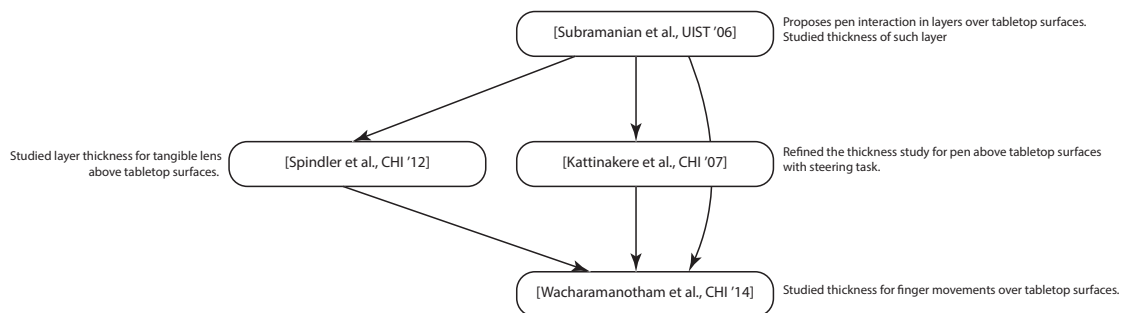 [Subramanian et al., UIST '06]
Proposes pen interaction in layers over tabletop surfaces.
Studied thickness of such layer
Studied layer thickness for tangible lens
above tabletop surfaces.
[Spindler et al., CHI '12]
[Kattinakere et al., CHI '07]
Refined the thickness study for pen above tabletop surfaces
with steering task.
[Wacharamanotham et al., CHI '14]
Studied thickness for finger movements over tabletop surfaces.